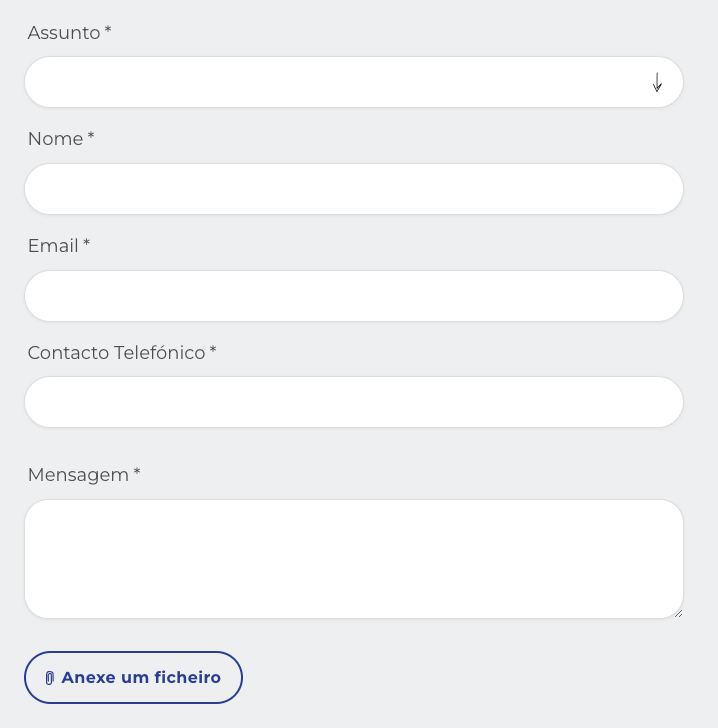 Assunto *
Nome *
Email *
Contacto Telefónico *
Mensagem *
Anexe um ficheiro